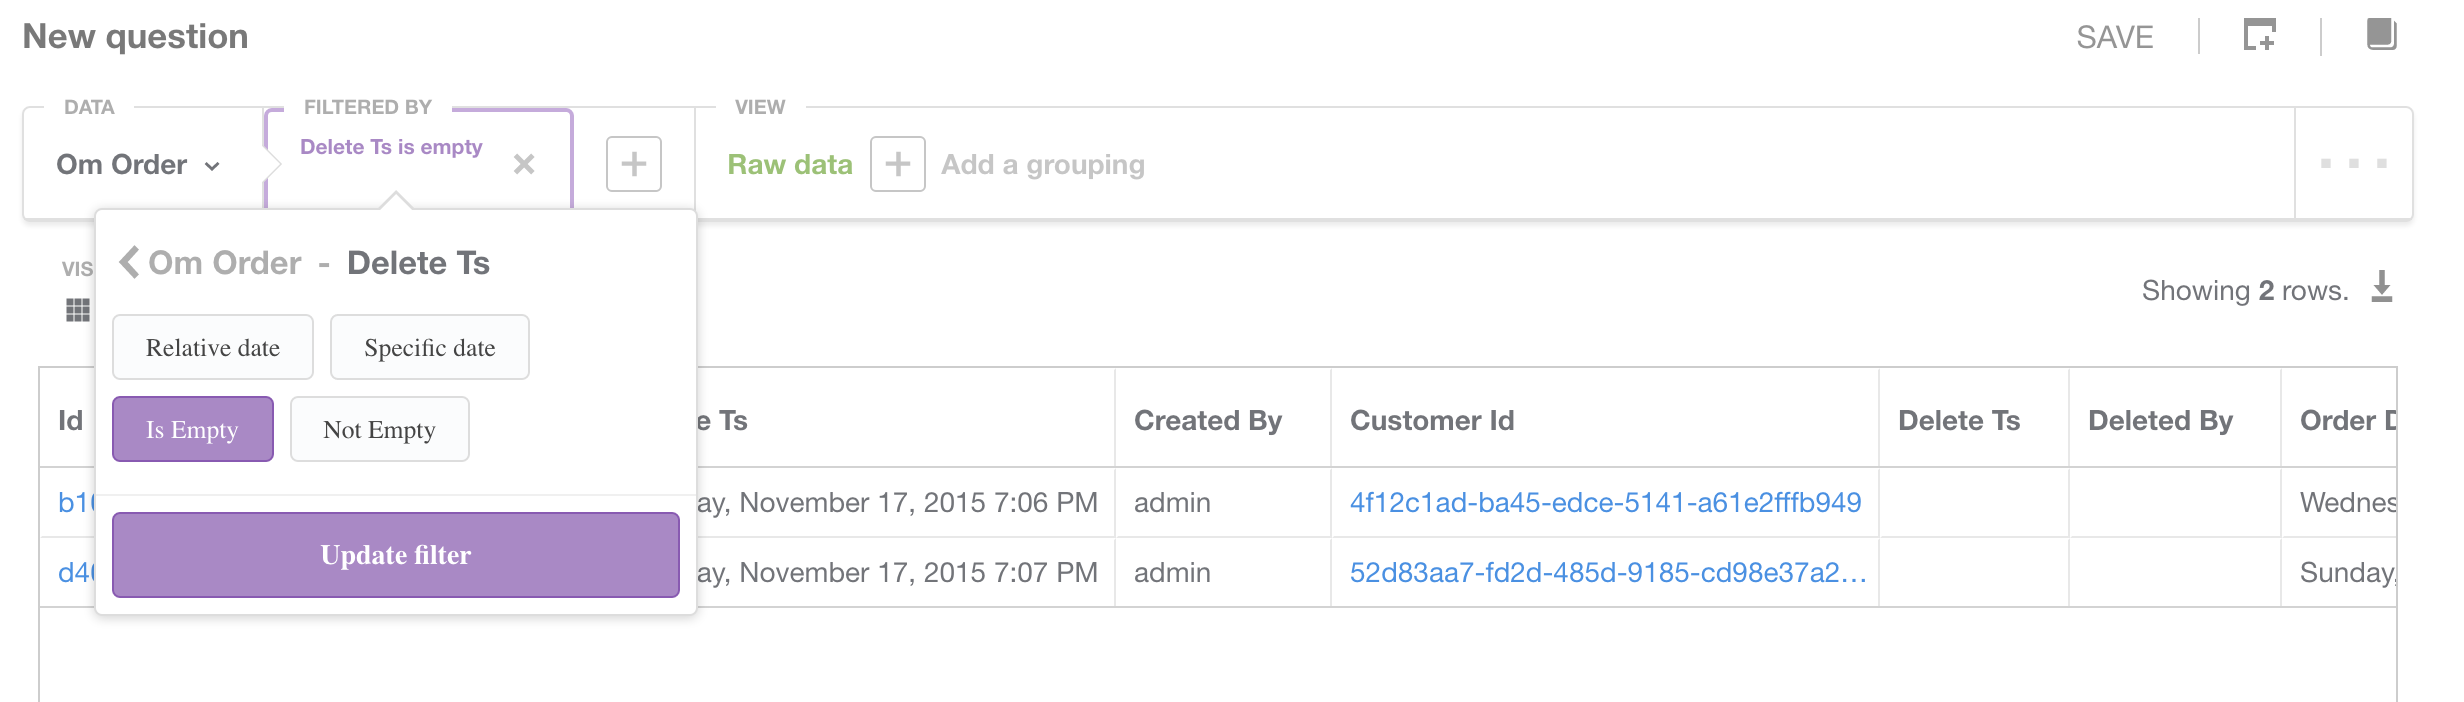 New question
SAVE
DATA
FILTERED BY
VIEW
Om Order
Delete Ts is empty
Raw data
Add a grouping
Om Order - Delete Ts
Relative date
Specific date
Is Empty
Not Empty
Update filter
VIS
Showing 2 rows.
Id
e Ts
Created By
Customer Id
Delete Ts
Deleted By
Order
b1
ay, November 17, 2015 7:06 PM
admin
4f12c1ad-ba45-edce-5141-a61e2fffb949
Wednes
d4
ay, November 17, 2015 7:07 PM
admin
52d83aa7-fd2d-485d-9185-cd98e37a2…
Sunday,